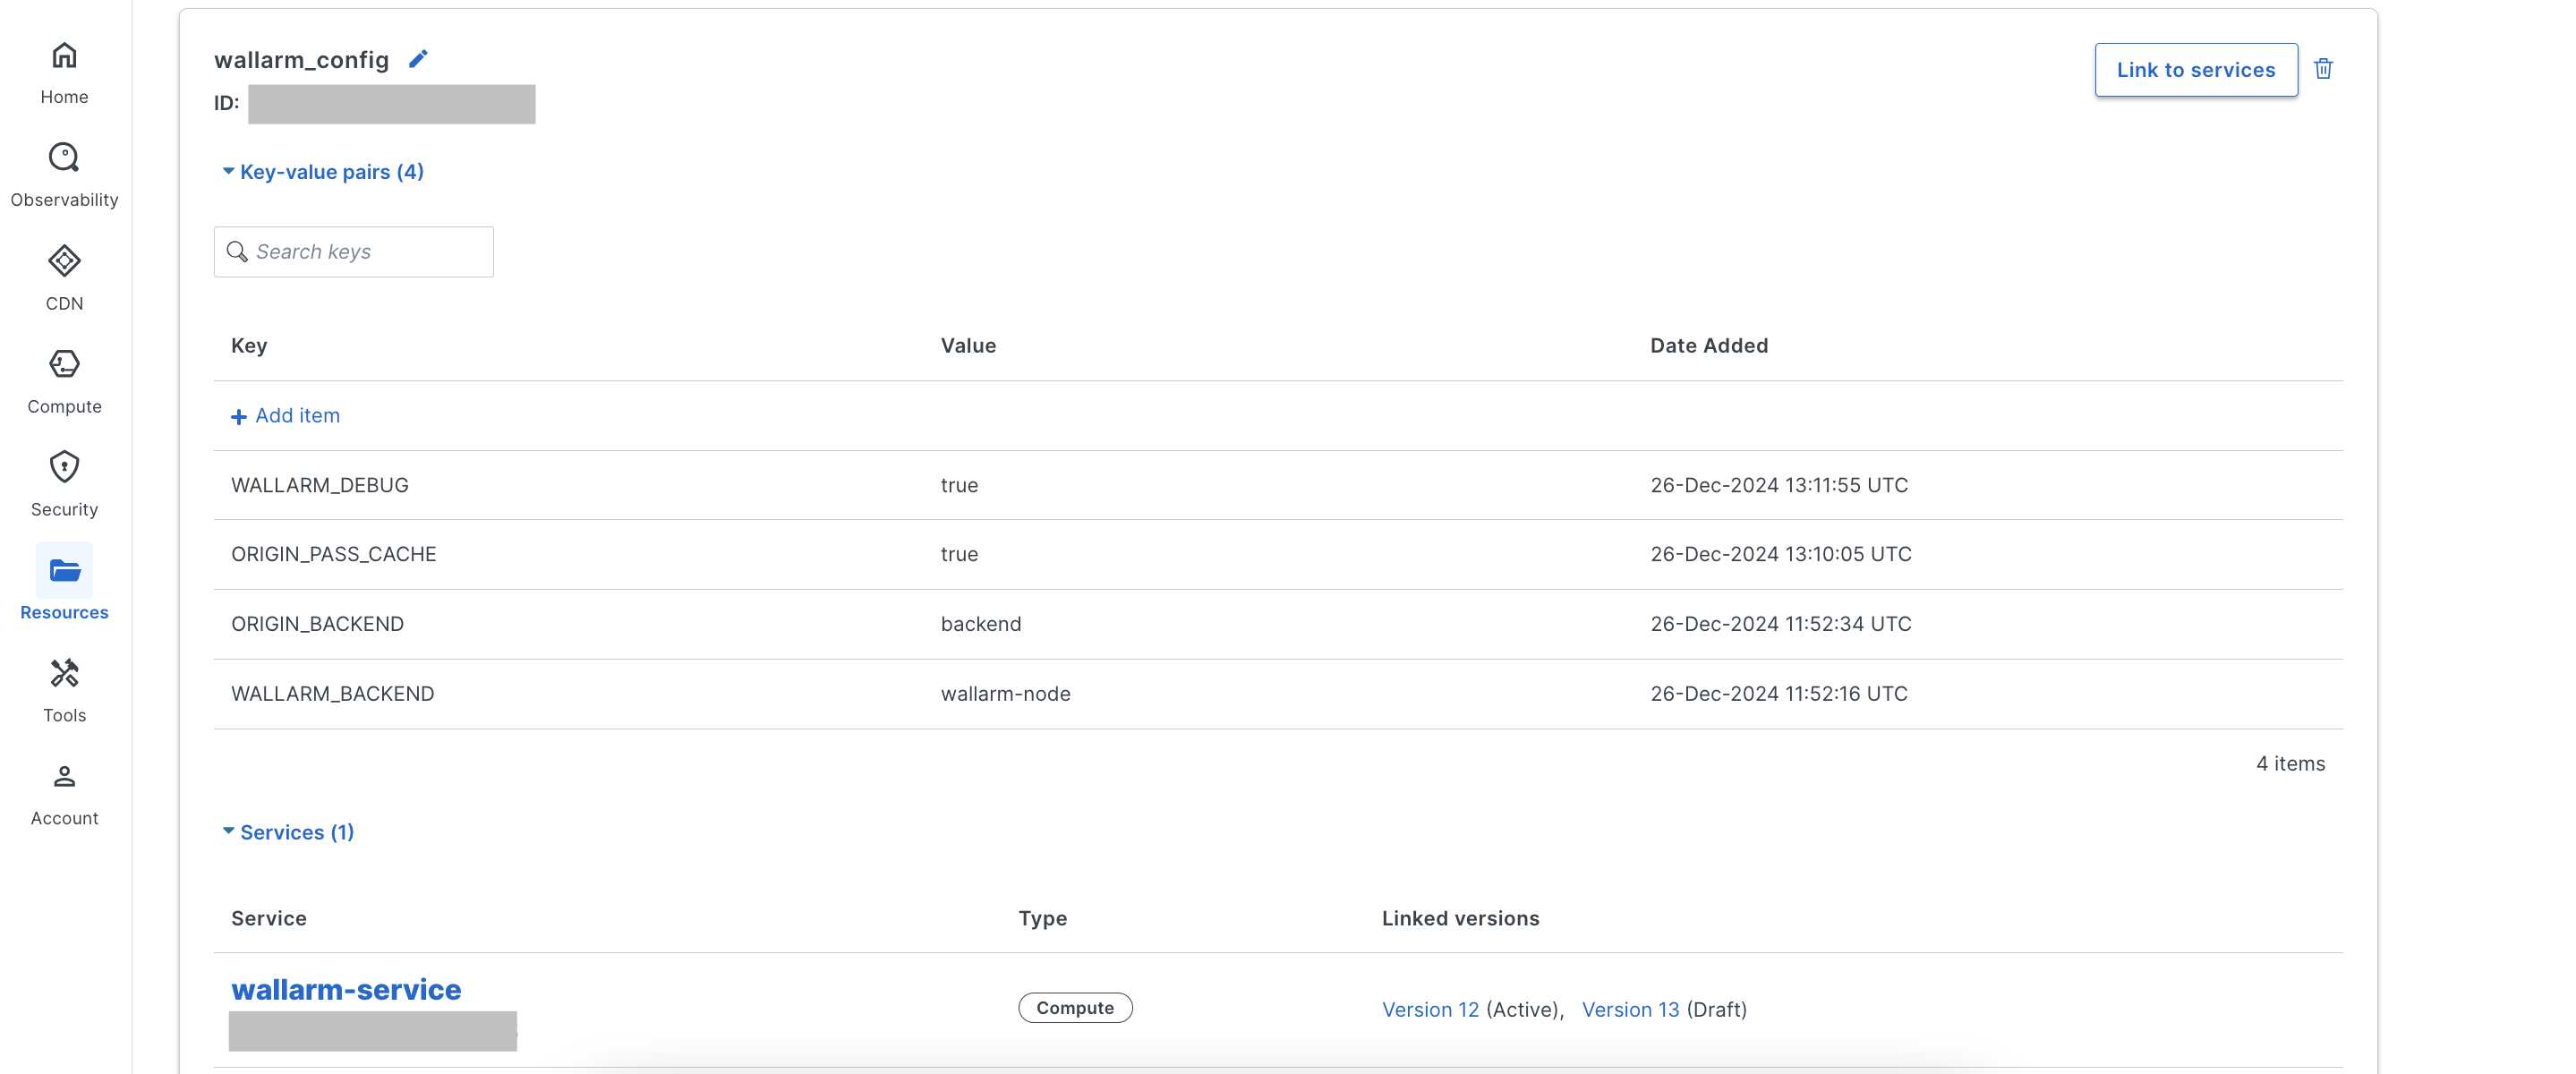 Home
Observability
CDN
Compute
Security
Resources
Tools
Account
wallarm_config
Link to services
ID:
Key-value pairs (4)
Search keys
Key Value Date Added
Add item
WALLARM_DEBUG true 26-Dec-2024 13:11:55 UTC
ORIGIN_PASS_CACHE true 26-Dec-2024 13:10:05 UTC
ORIGIN_BACKEND backend 26-Dec-2024 11:52:34 UTC
WALLARM_BACKEND wallarm-node 26-Dec-2024 11:52:16 UTC
4 items
Services (1)
Service Type Linked versions
wallarm-service Compute Version 12 (Active), Version 13 (Draft)